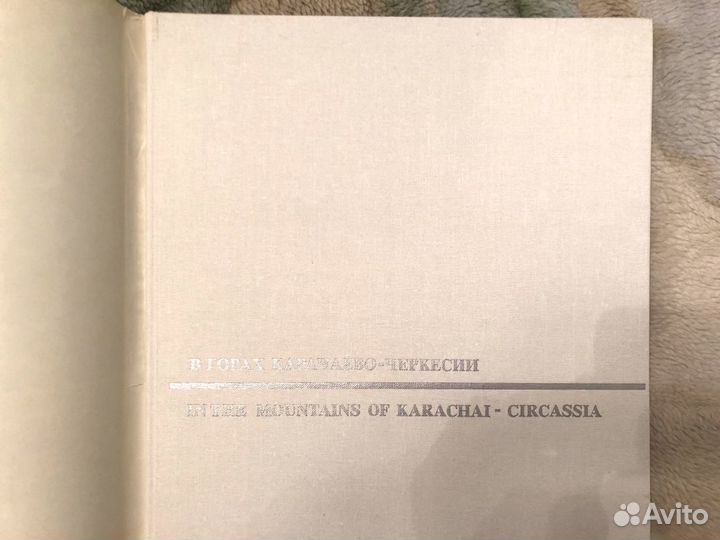 В ГОРАХ КАРАЧАЕВО-ЧЕРКЕСИИ
IN THE MOUNTAINS OF KARACHAI - CIRCASSIA
Avito